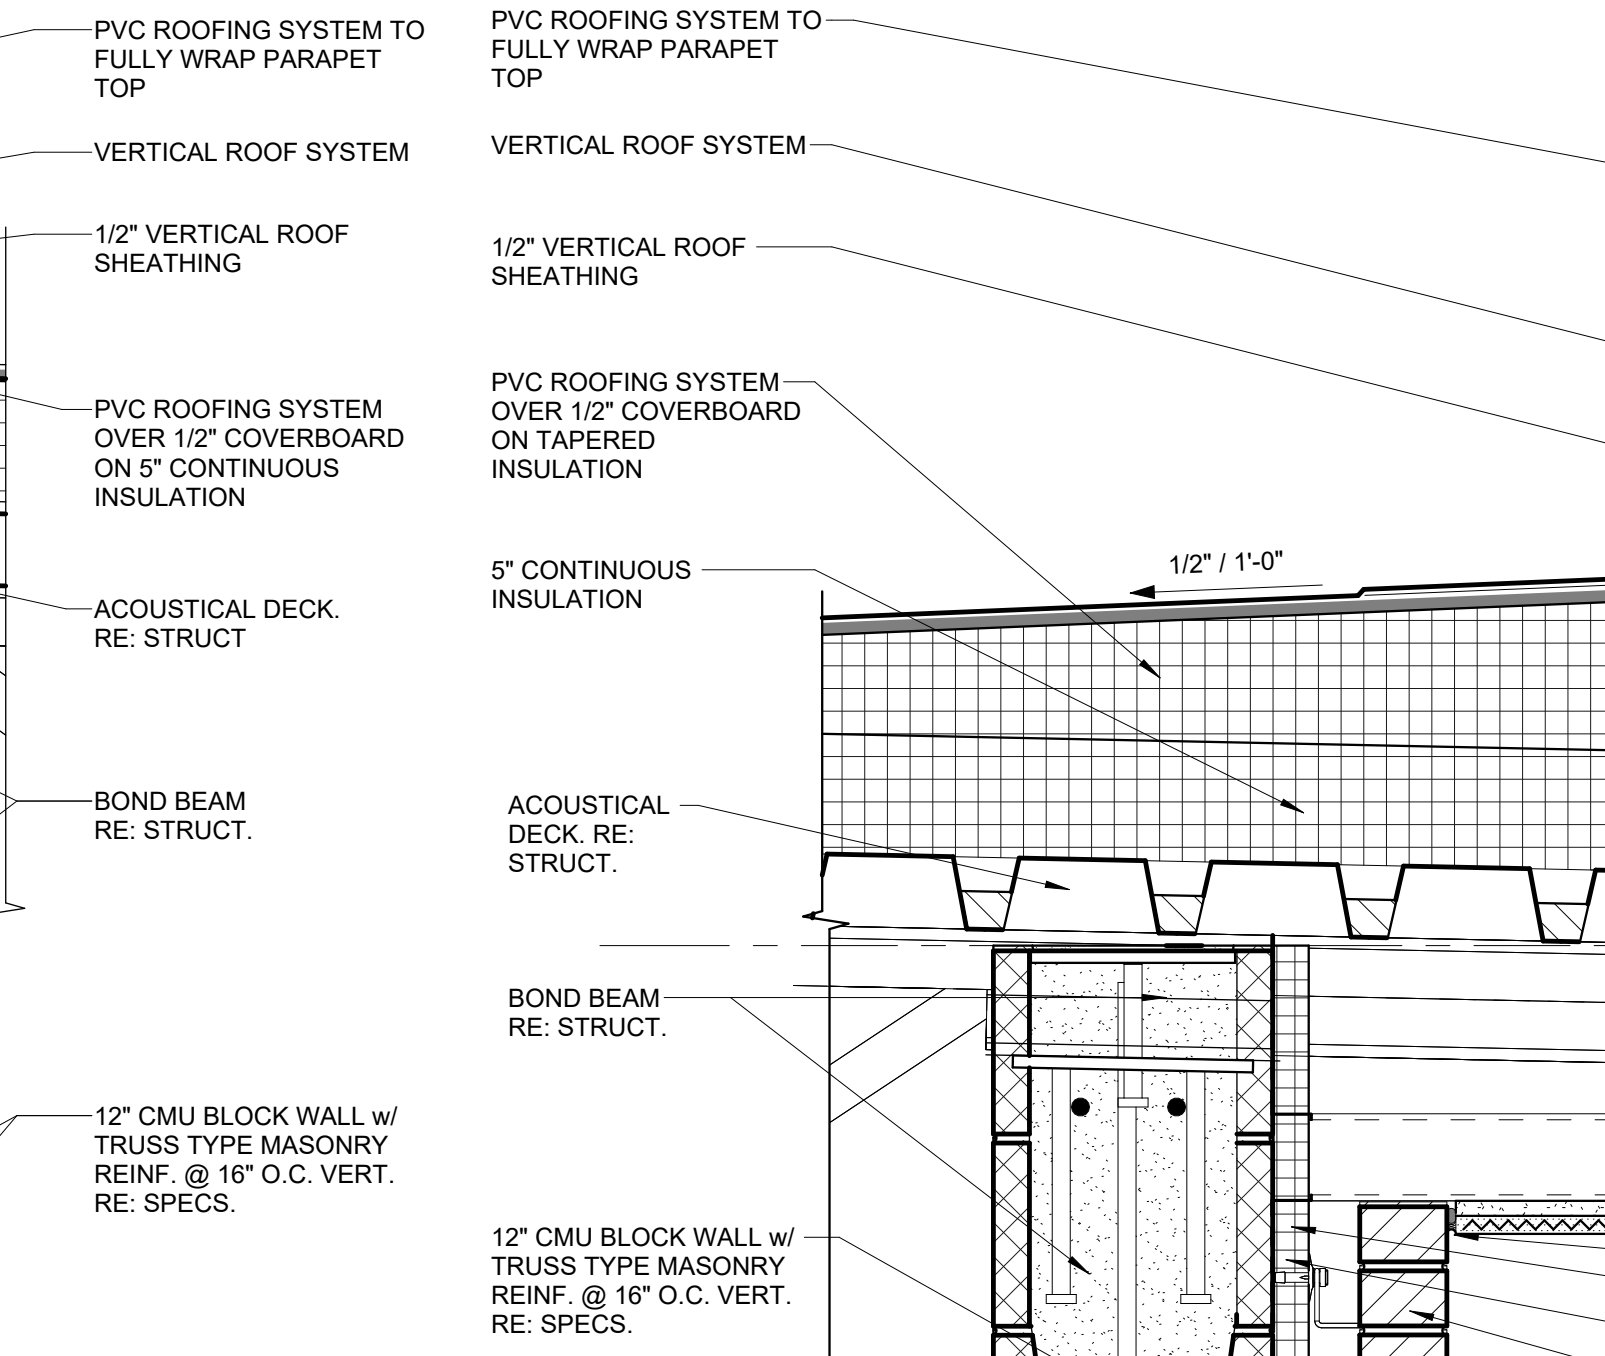 PVC ROOFING SYSTEM TO
FULLY WRAP PARAPET
TOP
VERTICAL ROOF SYSTEM
1/2" VERTICAL ROOF
SHEATHING
PVC ROOFING SYSTEM
OVER 1/2" COVERBOARD
ON 5" CONTINUOUS
INSULATION
ACOUSTICAL DECK.
RE: STRUCT
BOND BEAM
RE: STRUCT.
12" CMU BLOCK WALL w/
TRUSS TYPE MASONRY
REINF. @ 16" O.C. VERT.
RE: SPECS.
PVC ROOFING SYSTEM TO
FULLY WRAP PARAPET
TOP
VERTICAL ROOF SYSTEM
1/2" VERTICAL ROOF
SHEATHING
PVC ROOFING SYSTEM
OVER 1/2" COVERBOARD
ON TAPERED
INSULATION
5" CONTINUOUS
INSULATION
1/2" / 1'-0"
ACOUSTICAL
DECK. RE:
STRUCT.
BOND BEAM
RE: STRUCT.
12" CMU BLOCK WALL w/
TRUSS TYPE MASONRY
REINF. @ 16" O.C. VERT.
RE: SPECS.